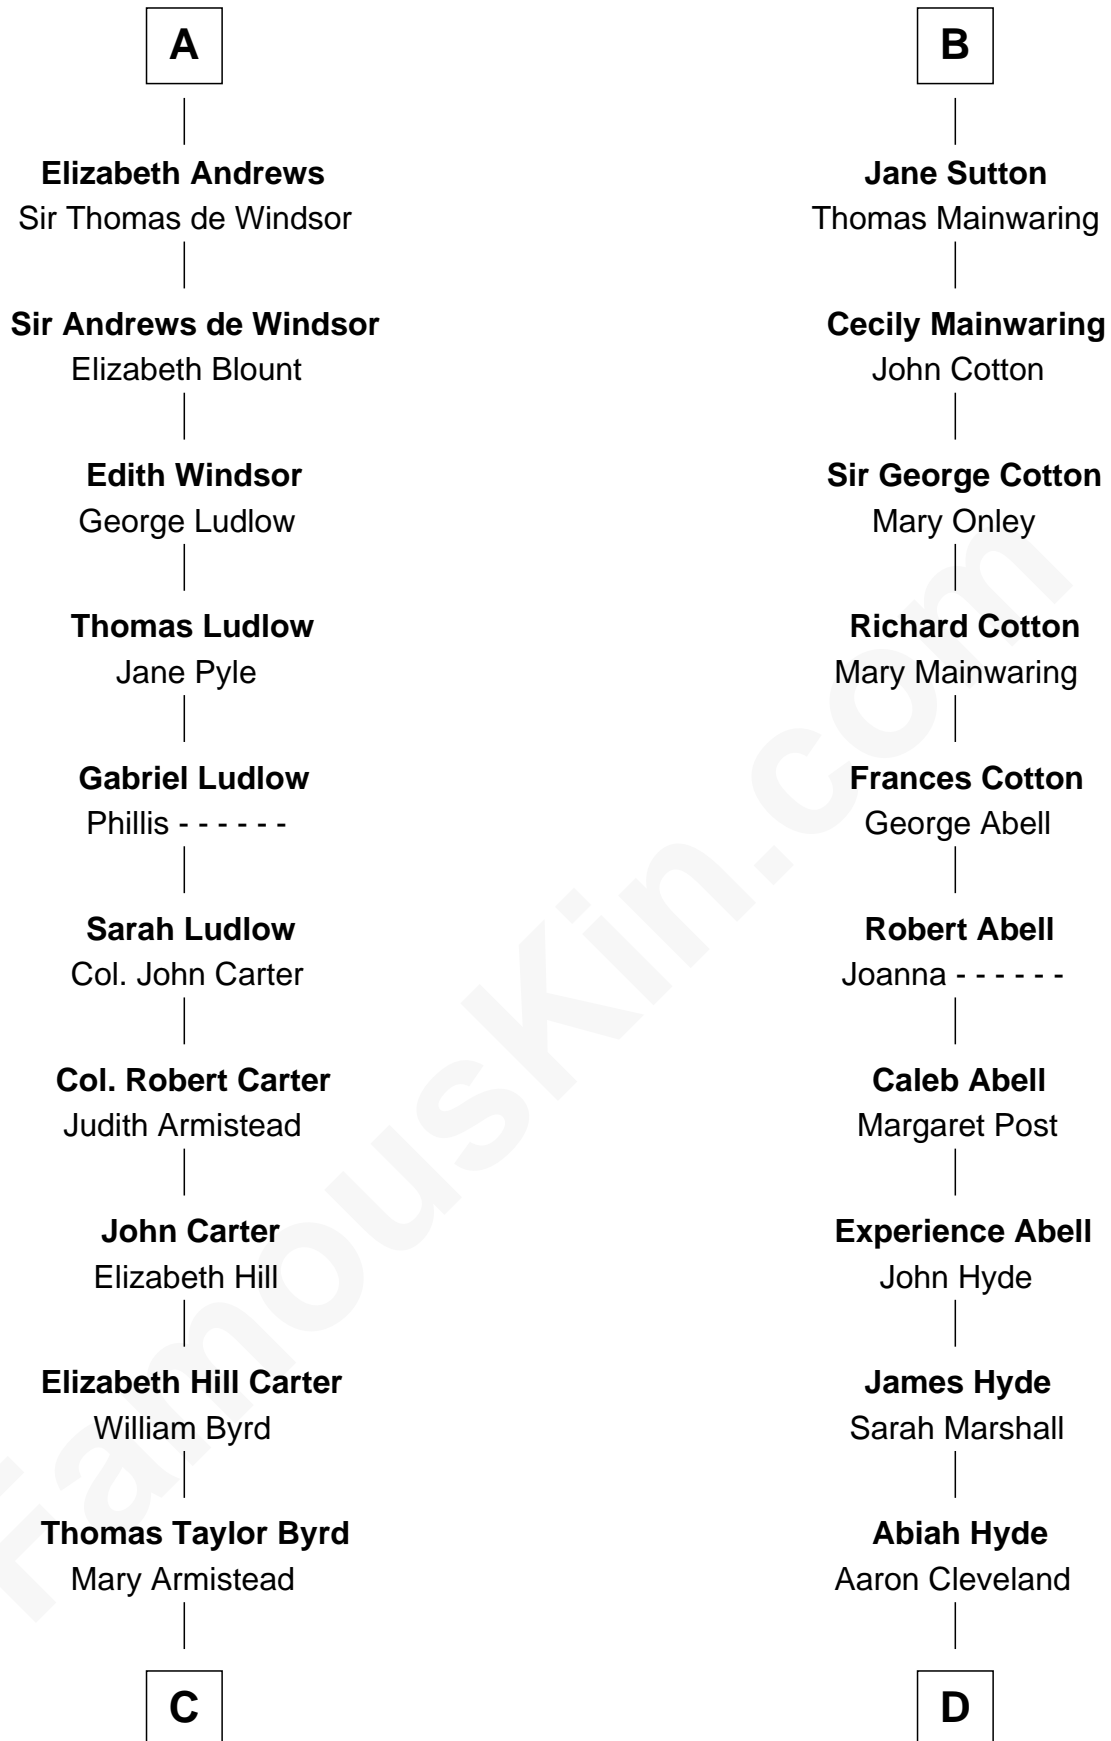 A
Elizabeth Andrews
Sir Thomas de Windsor
Sir Andrews de Windsor
Elizabeth Blount
Edith Windsor
George Ludlow
Thomas Ludlow
Jane Pyle
Gabriel Ludlow
Phillis - - - - - -
Sarah Ludlow
Col. John Carter
Col. Robert Carter
Judith Armistead
John Carter
Elizabeth Hill
Elizabeth Hill Carter
William Byrd
Thomas Taylor Byrd
Mary Armistead
C
B
Jane Sutton
Thomas Mainwaring
Cecily Mainwaring
John Cotton
Sir George Cotton
Mary Onley
Richard Cotton
Mary Mainwaring
Frances Cotton
George Abell
Robert Abell
Joanna - - - - - -
Caleb Abell
Margaret Post
Experience Abell
John Hyde
James Hyde
Sarah Marshall
Abiah Hyde
Aaron Cleveland
D
FamousKin.com